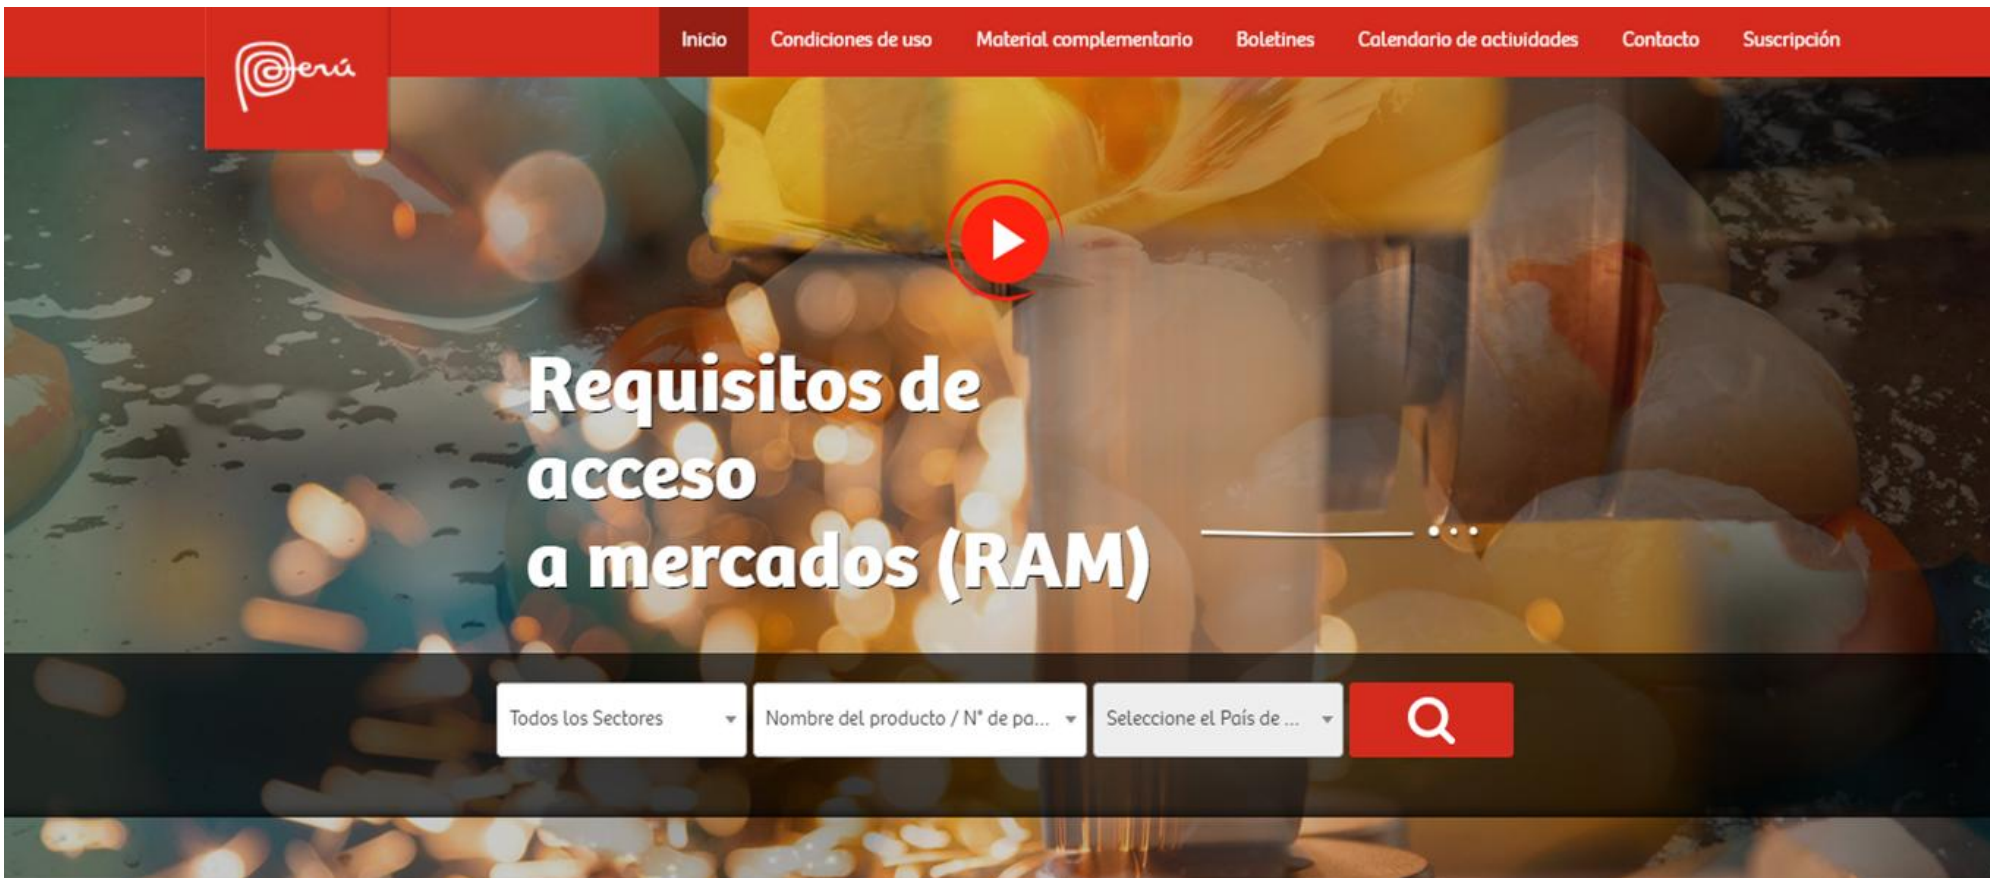 Perú
Inicio Condiciones de uso Material complementario Boletines Calendario de actividades Contacto Suscripción
Requisitos de
acceso
a mercados (RAM)
Todos los Sectores Nombre del producto / N° de pa... Seleccione el País de ...